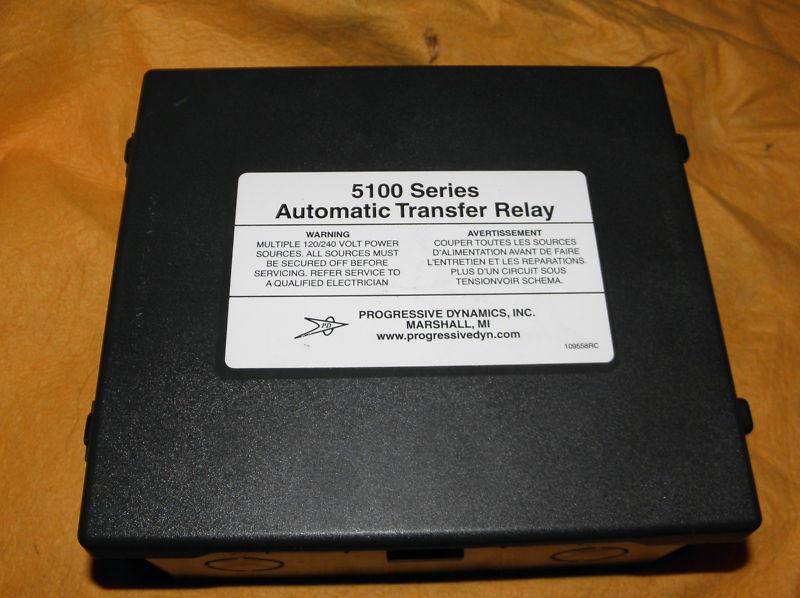 5100 Series
Automatic Transfer Relay
WARNING
MULTIPLE 120/240 VOLT POWER
SOURCES. ALL SOURCES MUST
BE SECURED OFF BEFORE
SERVICING. REFER SERVICE TO
A QUALIFIED ELECTRICIAN
AVERTISSEMENT
COUPER TOUTES LES SOURCES
D'ALIMENTATION AVANT DE FAIRE
L'ENTRETIEN ET LES REPARATIONS.
PLUS D'UN CIRCUIT SOUS
TENSIONVOIR SCHEMA.
PD
PROGRESSIVE DYNAMICS, INC.
MARSHALL, MI
www.progressivedyn.com
109558RC